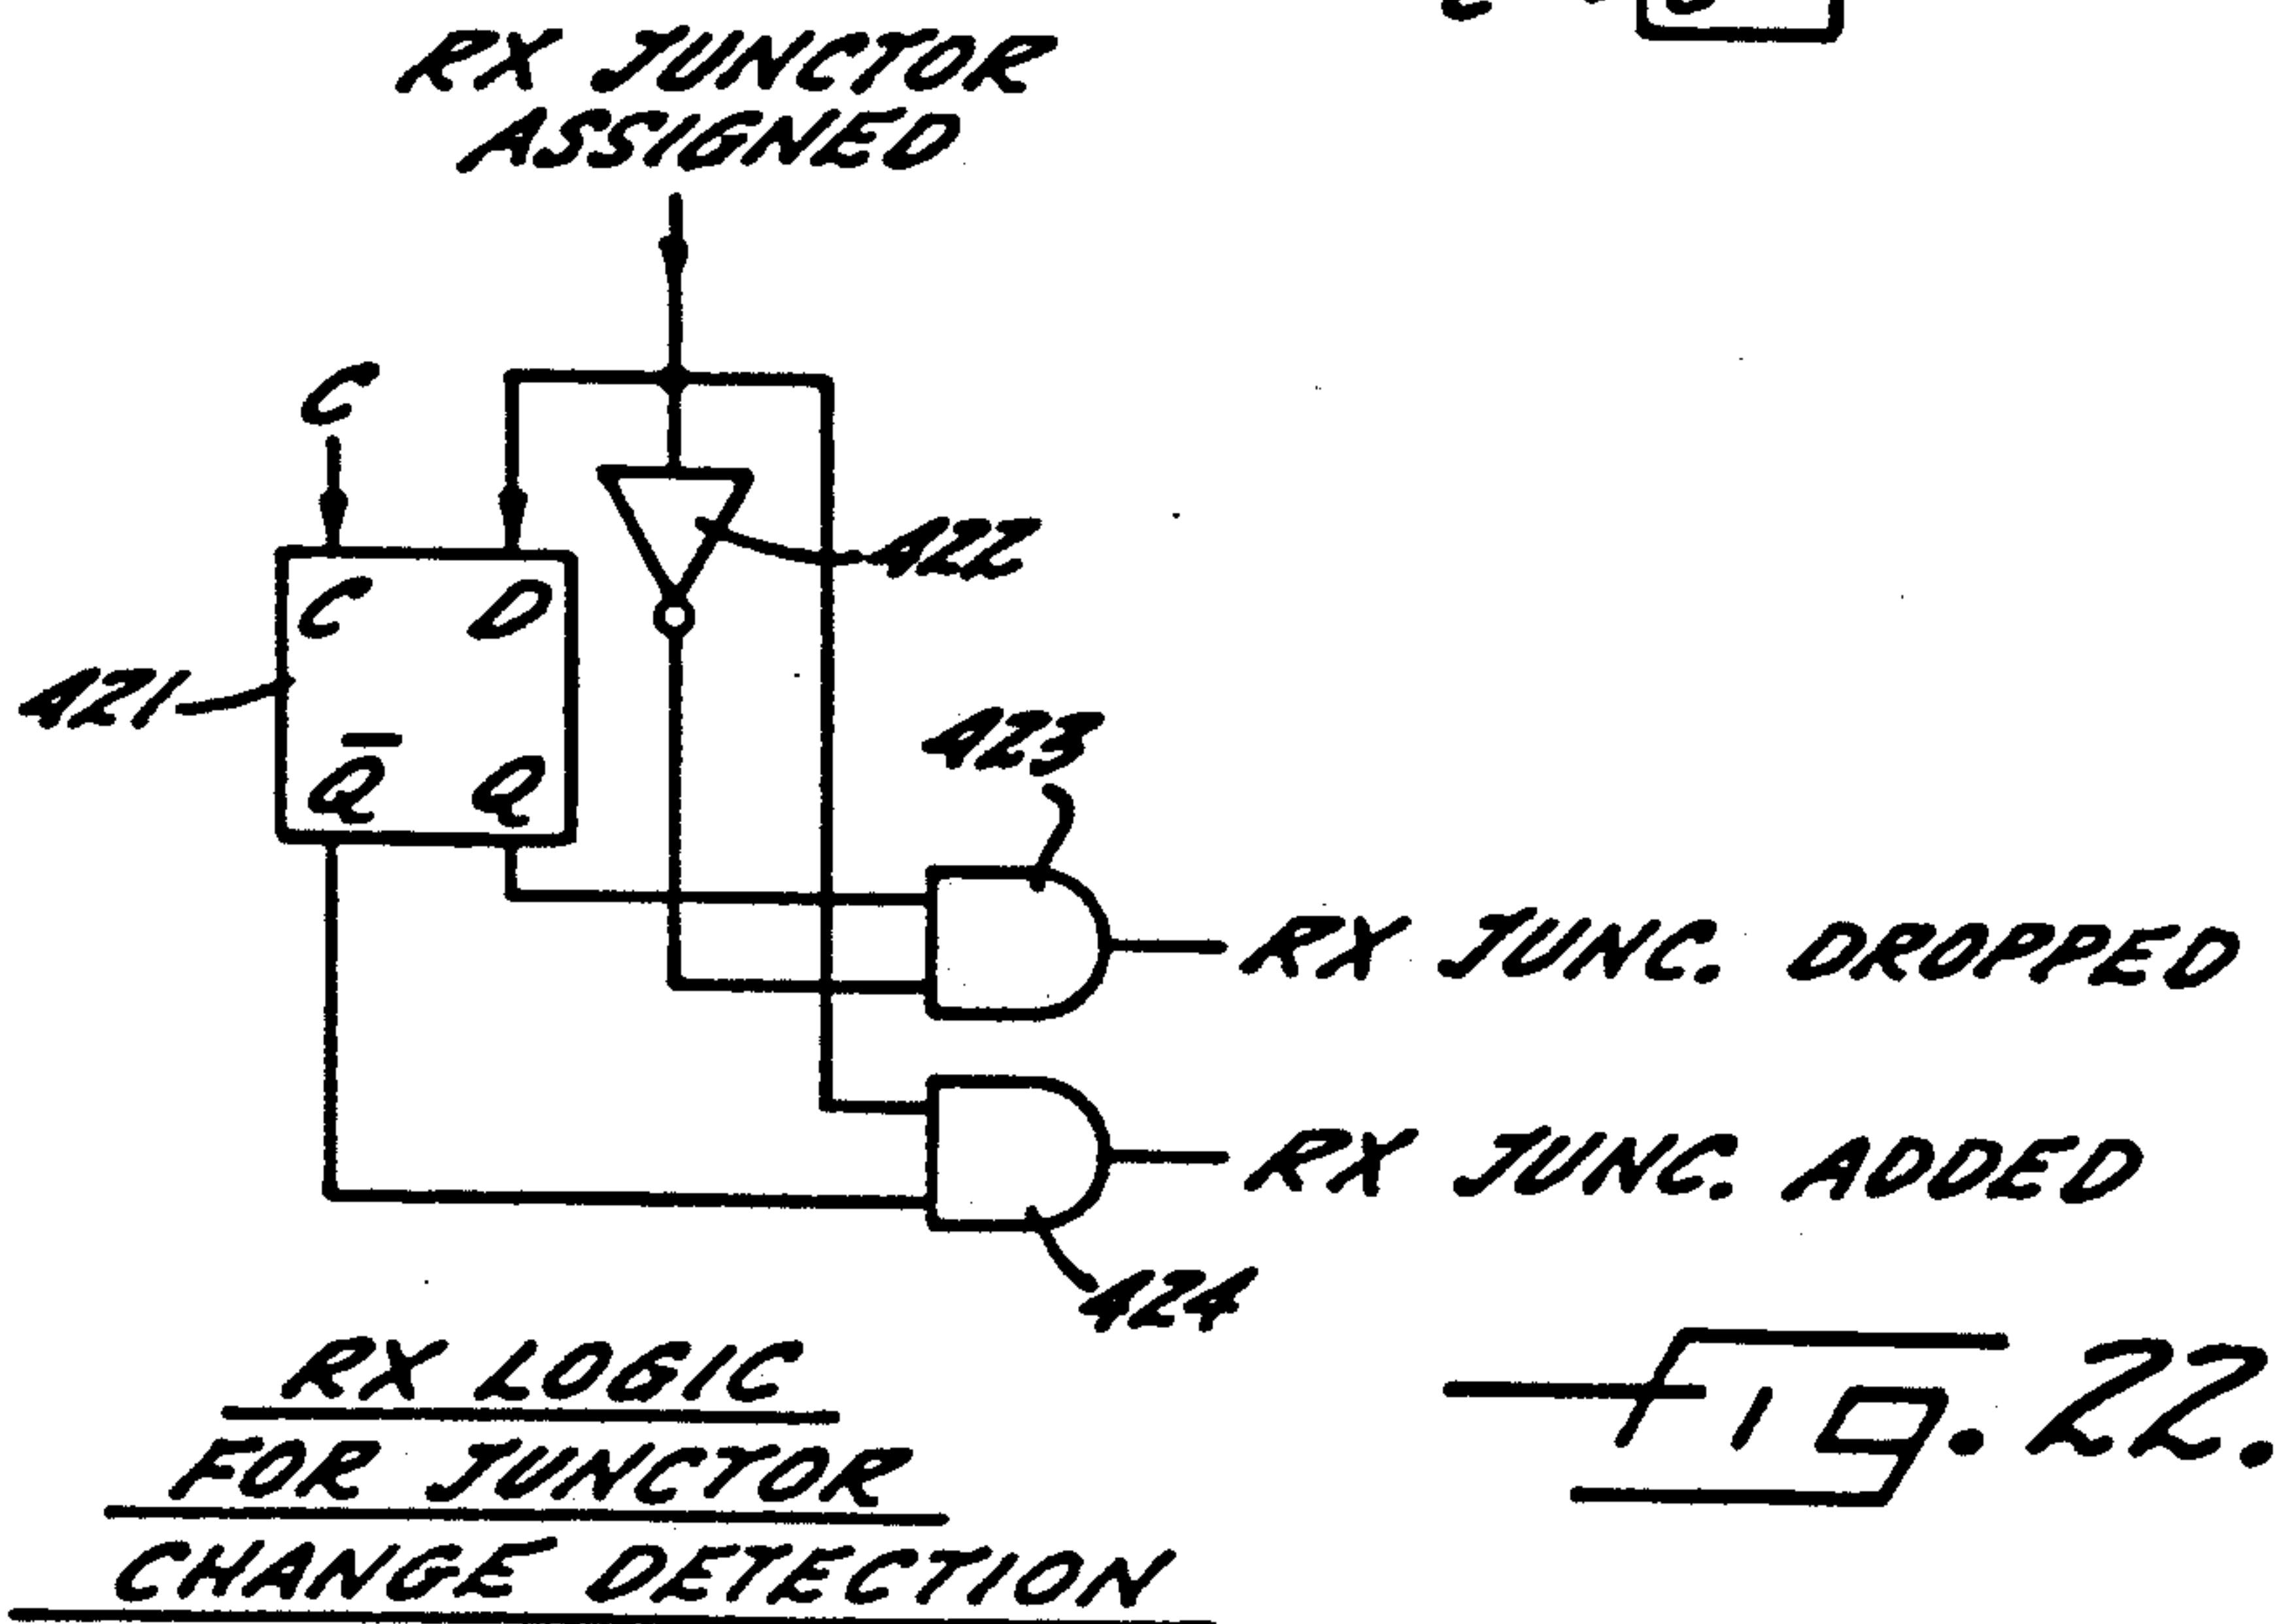 RX JUNCTOR
ASSIGNED
C
422
C D
421
423
Q̅ Q
RX JUNC. DROPPED
RX JUNC. ADDED
424
RX LOGIC
FOR JUNCTOR
CHANGE DETECTION
Fig. 22.